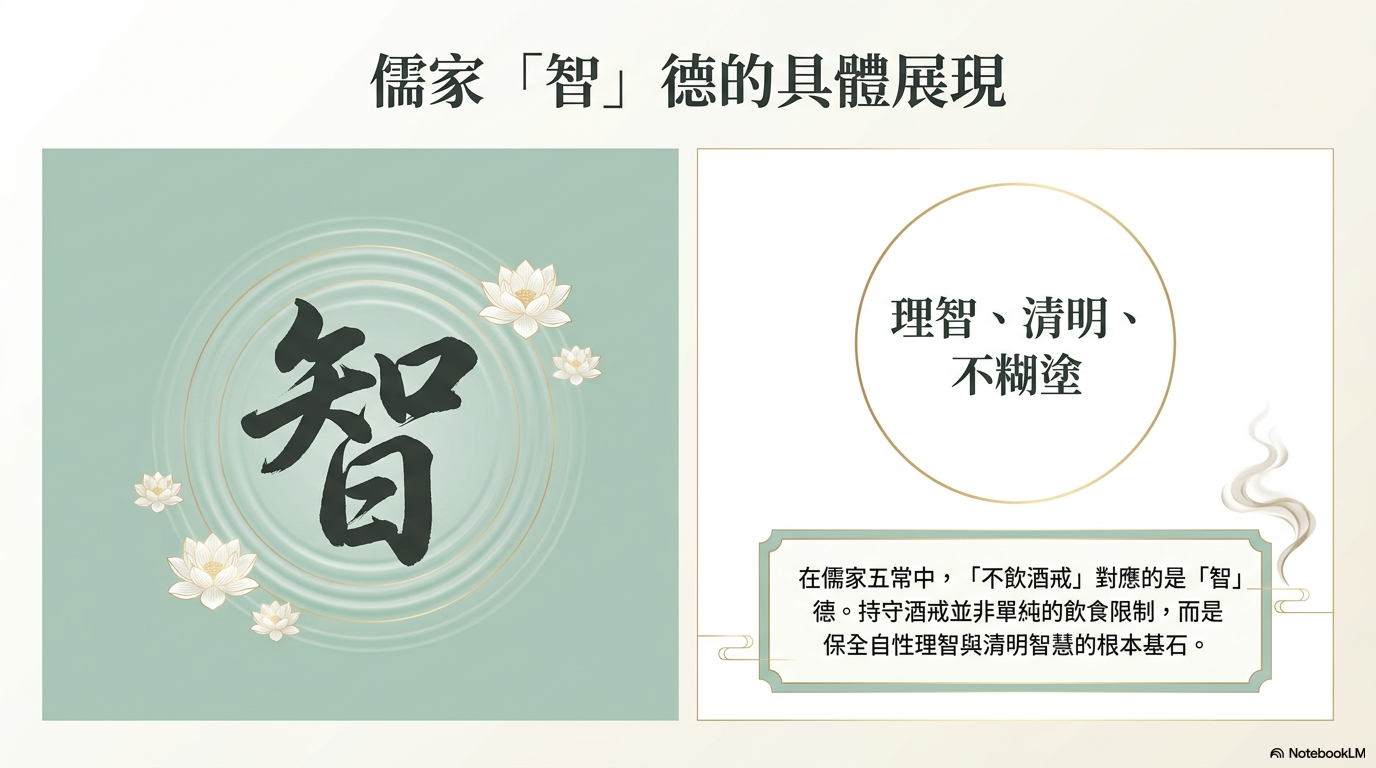 儒家「智」德的具體展現
智
理智、清明、
不糊塗
在儒家五常中，「不飲酒戒」對應的是「智」
德。持守酒戒並非單純的飲食限制，而是
保全自性理智與清明智慧的根本基石。
NotebookLM